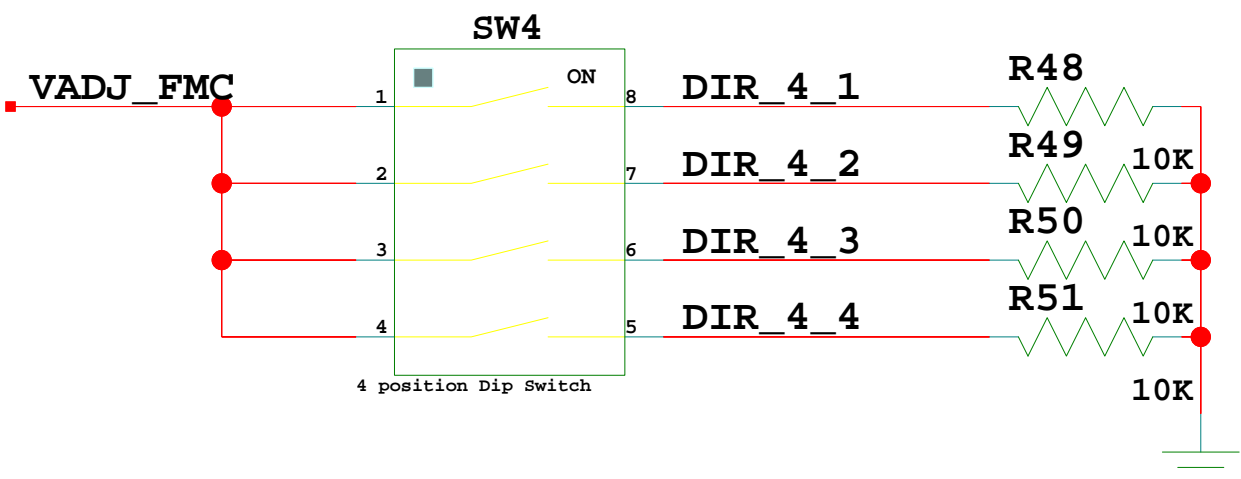 SW4
VADJ_FMC
ON
1
8
DIR_4_1
R48
10K
2
7
DIR_4_2
R49
10K
3
6
DIR_4_3
R50
10K
4
5
DIR_4_4
R51
10K
4 position Dip Switch